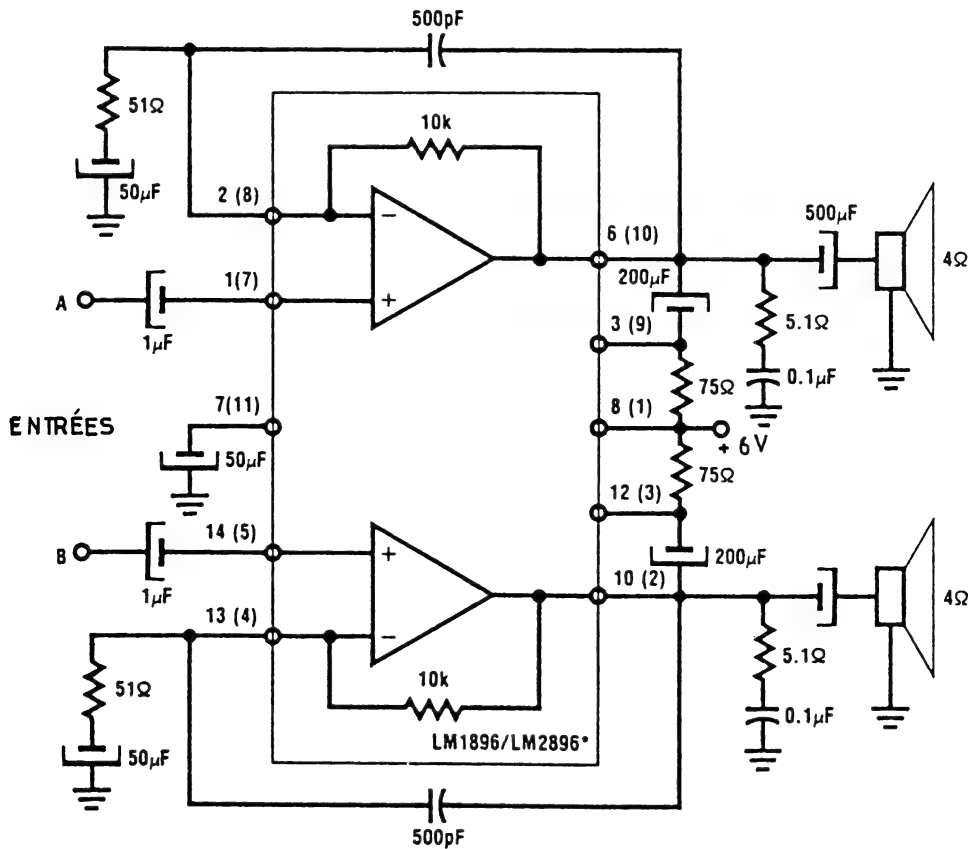 500pF
51Ω
10k
50µF
2 (8)
6 (10)
500µF
4Ω
200µF
A
1(7)
1µF
3 (9)
5.1Ω
75Ω
0.1µF
7(11)
8 (1)
ENTRÉES
+ 6V
50µF
75Ω
12 (3)
14 (5)
B
200µF
1µF
10 (2)
13 (4)
4Ω
5.1Ω
51Ω
10k
0.1µF
LM1896/LM2896*
50µF
500pF